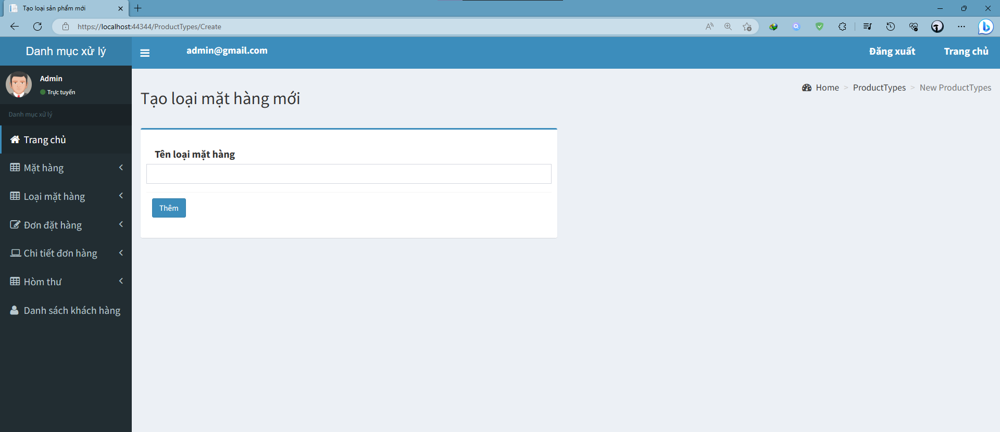 Tạo loại sản phẩm mới
https://localhost:44344/ProductTypes/Create
Danh mục xử lý
admin@gmail.com
Đăng xuất
Trang chủ
Admin
Trực tuyến
Danh mục xử lý
Trang chủ
Mặt hàng
Loại mặt hàng
Đơn đặt hàng
Chi tiết đơn hàng
Hòm thư
Danh sách khách hàng
Tạo loại mặt hàng mới
Home > ProductTypes > New ProductTypes
Tên loại mặt hàng
Thêm